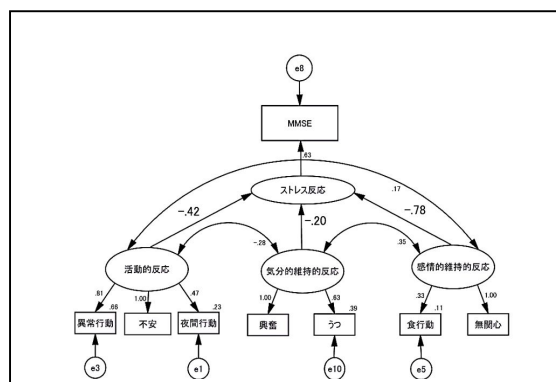 e8
MMSE
.63
ストレス反応
.17
-.42
-.20
-.78
-.28
.35
活動的反応
気分的維持的反応
感情的維持的反応
.81
.66
1.00
.47
.23
1.00
.63
.39
.33
.11
1.00
異常行動
不安
夜間行動
興奮
うつ
食行動
無関心
e3
e1
e10
e5